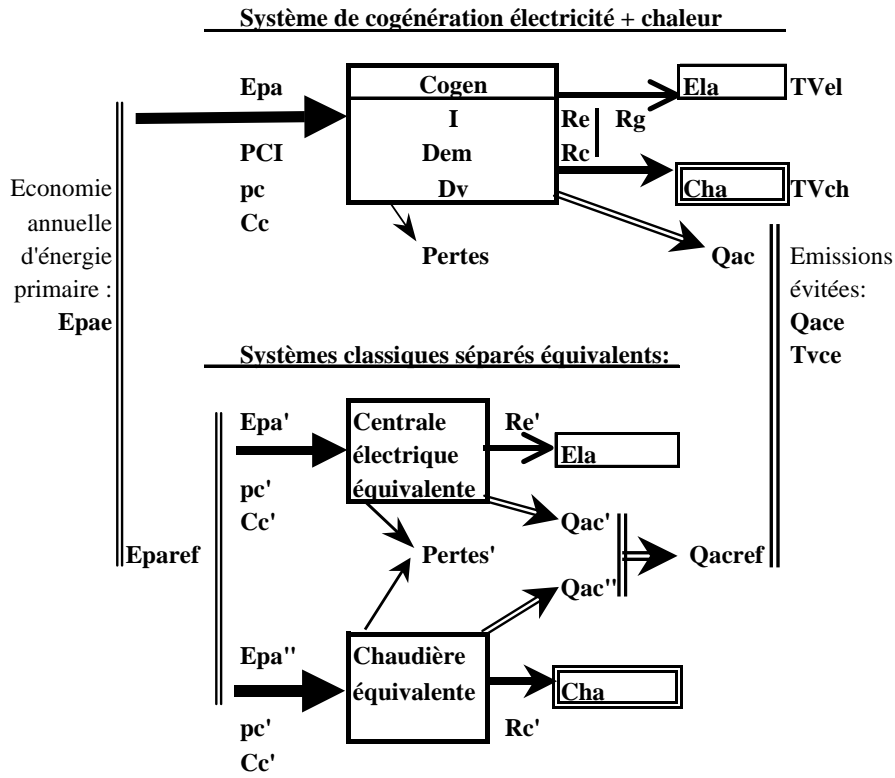 Système de cogénération électricité + chaleur
Epa
Cogen
Ela
TVel
I
Re
Rg
PCI
Dem
Rc
Economie
pc
Dv
Cha
TVch
annuelle
Cc
d'énergie
Pertes
Qac
Emissions
primaire :
évitées:
Epae
Qace
Tvce
Systèmes classiques séparés équivalents:
Epa'
Centrale
Re'
électrique
Ela
pc'
équivalente
Cc'
Qac'
Eparef
Pertes'
Qacref
Qac''
Epa''
Chaudière
équivalente
Cha
pc'
Rc'
Cc'